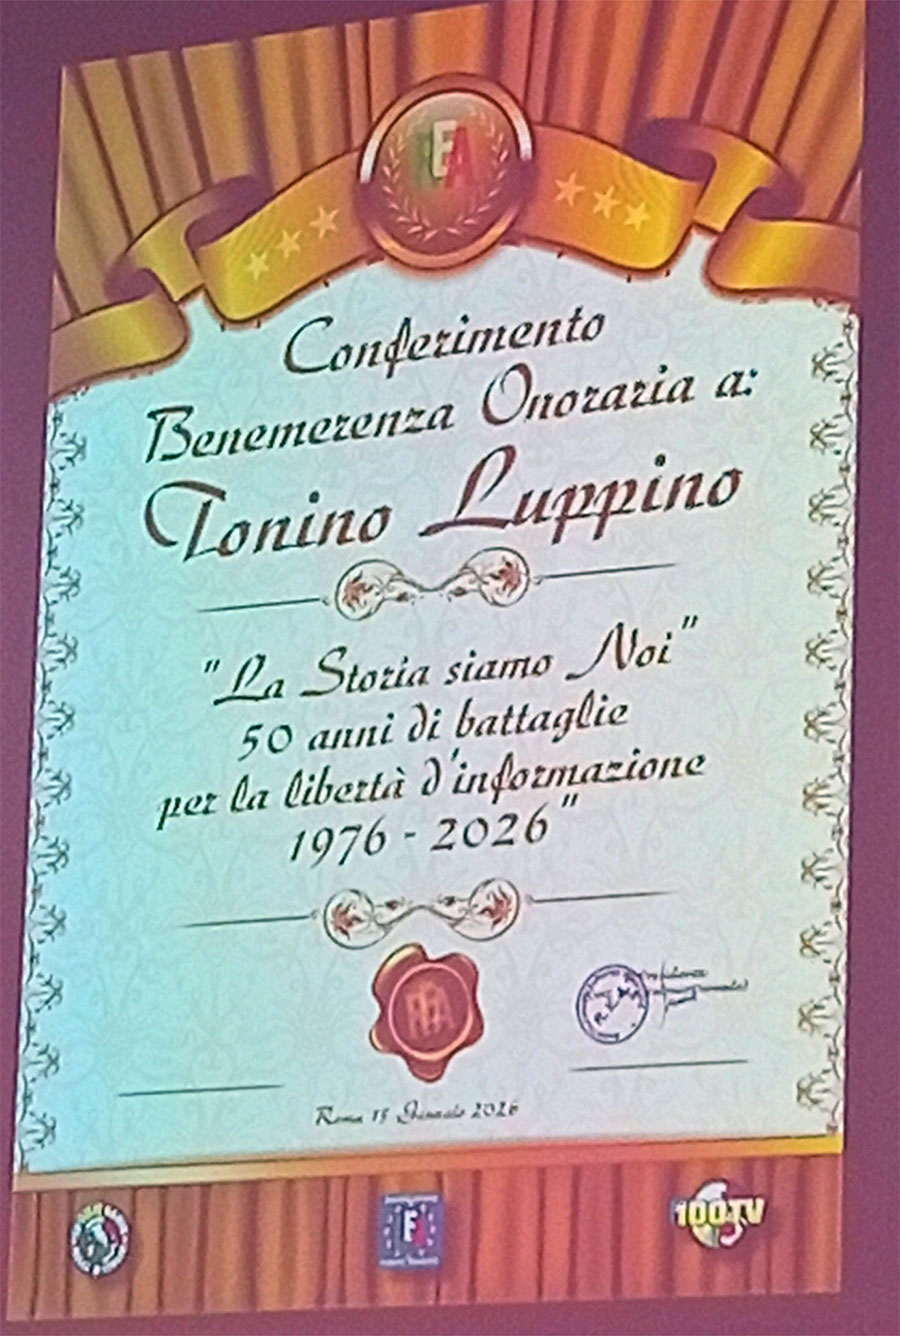 Conferimento
Benemerenza Onoraria a:
Tonino Luppino
"La Storia siamo Noi"
50 anni di battaglie
per la libertà d'informazione
1976 - 2026"
Roma 15 Gennaio 2026
100TV